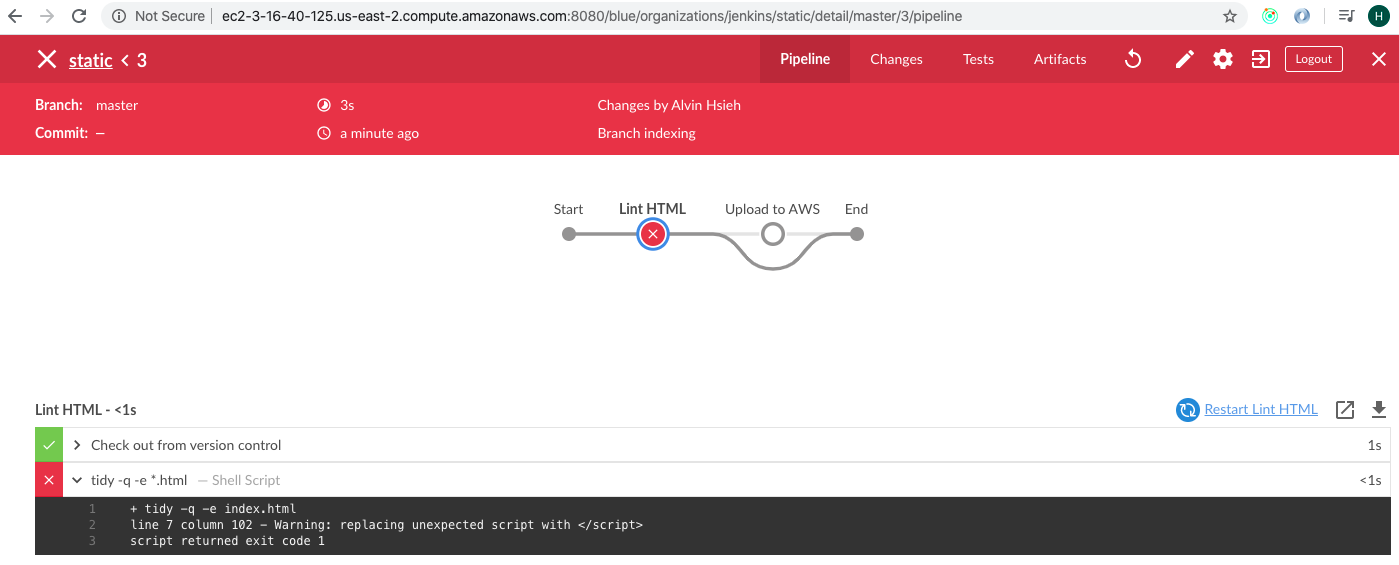 Not Secure | ec2-3-16-40-125.us-east-2.compute.amazonaws.com:8080/blue/organizations/jenkins/static/detail/master/3/pipeline H
static < 3 Pipeline Changes Tests Artifacts Logout
Branch: master 3s Changes by Alvin Hsieh
Commit: — a minute ago Branch indexing
Start Lint HTML Upload to AWS End
Lint HTML - <1s Restart Lint HTML
Check out from version control 1s
tidy -q -e *.html — Shell Script <1s
1 + tidy -q -e index.html
2 line 7 column 102 - Warning: replacing unexpected script with </script>
3 script returned exit code 1